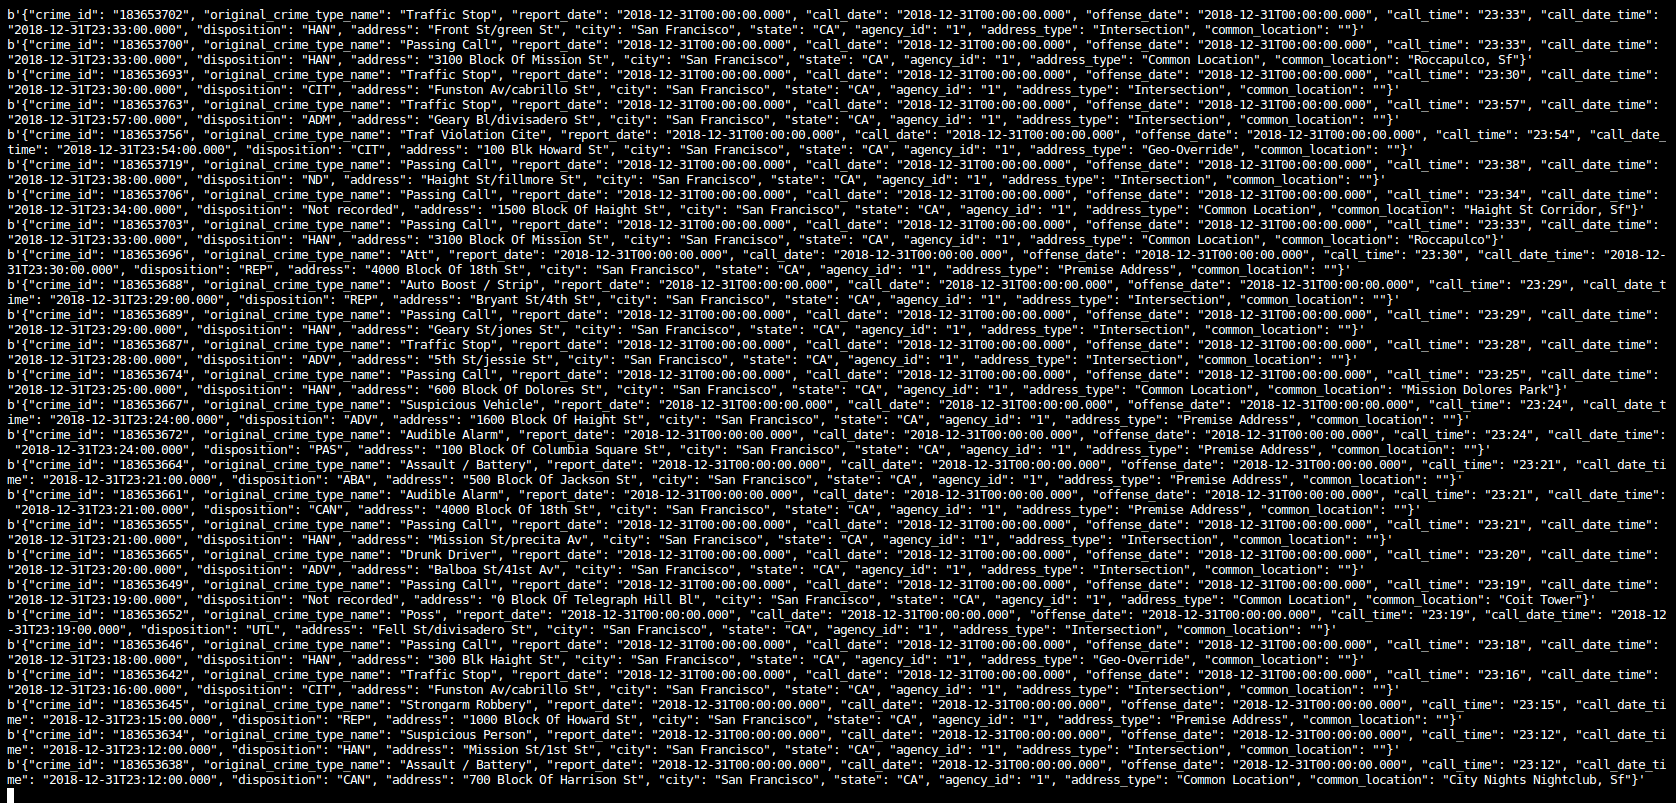 b'{"crime_id": "183653702", "original_crime_type_name": "Traffic Stop", "report_date": "2018-12-31T00:00:00.000", "call_date": "2018-12-31T00:00:00.000", "offense_date": "2018-12-31T00:00:00.000", "call_time": "23:33", "call_date_time":
"2018-12-31T23:33:00.000", "disposition": "HAN", "address": "Front St/green St", "city": "San Francisco", "state": "CA", "agency_id": "1", "address_type": "Intersection", "common_location": ""}'
b'{"crime_id": "183653700", "original_crime_type_name": "Passing Call", "report_date": "2018-12-31T00:00:00.000", "call_date": "2018-12-31T00:00:00.000", "offense_date": "2018-12-31T00:00:00.000", "call_time": "23:33", "call_date_time":
"2018-12-31T23:33:00.000", "disposition": "HAN", "address": "3100 Block Of Mission St", "city": "San Francisco", "state": "CA", "agency_id": "1", "address_type": "Common Location", "common_location": "Roccapulco, Sf"}'
b'{"crime_id": "183653693", "original_crime_type_name": "Traffic Stop", "report_date": "2018-12-31T00:00:00.000", "call_date": "2018-12-31T00:00:00.000", "offense_date": "2018-12-31T00:00:00.000", "call_time": "23:30", "call_date_time":
"2018-12-31T23:30:00.000", "disposition": "CIT", "address": "Funston Av/cabrillo St", "city": "San Francisco", "state": "CA", "agency_id": "1", "address_type": "Intersection", "common_location": ""}'
b'{"crime_id": "183653763", "original_crime_type_name": "Traffic Stop", "report_date": "2018-12-31T00:00:00.000", "call_date": "2018-12-31T00:00:00.000", "offense_date": "2018-12-31T00:00:00.000", "call_time": "23:57", "call_date_time":
"2018-12-31T23:57:00.000", "disposition": "ADM", "address": "Geary Bl/divisadero St", "city": "San Francisco", "state": "CA", "agency_id": "1", "address_type": "Intersection", "common_location": ""}'
b'{"crime_id": "183653756", "original_crime_type_name": "Traf Violation Cite", "report_date": "2018-12-31T00:00:00.000", "call_date": "2018-12-31T00:00:00.000", "offense_date": "2018-12-31T00:00:00.000", "call_time": "23:54", "call_date_
time": "2018-12-31T23:54:00.000", "disposition": "CIT", "address": "100 Blk Howard St", "city": "San Francisco", "state": "CA", "agency_id": "1", "address_type": "Geo-Override", "common_location": ""}'
b'{"crime_id": "183653719", "original_crime_type_name": "Passing Call", "report_date": "2018-12-31T00:00:00.000", "call_date": "2018-12-31T00:00:00.000", "offense_date": "2018-12-31T00:00:00.000", "call_time": "23:38", "call_date_time":
"2018-12-31T23:38:00.000", "disposition": "ND", "address": "Haight St/fillmore St", "city": "San Francisco", "state": "CA", "agency_id": "1", "address_type": "Intersection", "common_location": ""}'
b'{"crime_id": "183653706", "original_crime_type_name": "Passing Call", "report_date": "2018-12-31T00:00:00.000", "call_date": "2018-12-31T00:00:00.000", "offense_date": "2018-12-31T00:00:00.000", "call_time": "23:34", "call_date_time":
"2018-12-31T23:34:00.000", "disposition": "Not recorded", "address": "1500 Block Of Haight St", "city": "San Francisco", "state": "CA", "agency_id": "1", "address_type": "Common Location", "common_location": "Haight St Corridor, Sf"}'
b'{"crime_id": "183653703", "original_crime_type_name": "Passing Call", "report_date": "2018-12-31T00:00:00.000", "call_date": "2018-12-31T00:00:00.000", "offense_date": "2018-12-31T00:00:00.000", "call_time": "23:33", "call_date_time":
"2018-12-31T23:33:00.000", "disposition": "HAN", "address": "3100 Block Of Mission St", "city": "San Francisco", "state": "CA", "agency_id": "1", "address_type": "Common Location", "common_location": "Roccapulco"}'
b'{"crime_id": "183653696", "original_crime_type_name": "Att", "report_date": "2018-12-31T00:00:00.000", "call_date": "2018-12-31T00:00:00.000", "offense_date": "2018-12-31T00:00:00.000", "call_time": "23:30", "call_date_time": "2018-12-
31T23:30:00.000", "disposition": "REP", "address": "4000 Block Of 18th St", "city": "San Francisco", "state": "CA", "agency_id": "1", "address_type": "Premise Address", "common_location": ""}'
b'{"crime_id": "183653688", "original_crime_type_name": "Auto Boost / Strip", "report_date": "2018-12-31T00:00:00.000", "call_date": "2018-12-31T00:00:00.000", "offense_date": "2018-12-31T00:00:00.000", "call_time": "23:29", "call_date_t
ime": "2018-12-31T23:29:00.000", "disposition": "REP", "address": "Bryant St/4th St", "city": "San Francisco", "state": "CA", "agency_id": "1", "address_type": "Intersection", "common_location": ""}'
b'{"crime_id": "183653689", "original_crime_type_name": "Passing Call", "report_date": "2018-12-31T00:00:00.000", "call_date": "2018-12-31T00:00:00.000", "offense_date": "2018-12-31T00:00:00.000", "call_time": "23:29", "call_date_time":
"2018-12-31T23:29:00.000", "disposition": "HAN", "address": "Geary St/jones St", "city": "San Francisco", "state": "CA", "agency_id": "1", "address_type": "Intersection", "common_location": ""}'
b'{"crime_id": "183653687", "original_crime_type_name": "Traffic Stop", "report_date": "2018-12-31T00:00:00.000", "call_date": "2018-12-31T00:00:00.000", "offense_date": "2018-12-31T00:00:00.000", "call_time": "23:28", "call_date_time":
"2018-12-31T23:28:00.000", "disposition": "ADV", "address": "5th St/jessie St", "city": "San Francisco", "state": "CA", "agency_id": "1", "address_type": "Intersection", "common_location": ""}'
b'{"crime_id": "183653674", "original_crime_type_name": "Passing Call", "report_date": "2018-12-31T00:00:00.000", "call_date": "2018-12-31T00:00:00.000", "offense_date": "2018-12-31T00:00:00.000", "call_time": "23:25", "call_date_time":
"2018-12-31T23:25:00.000", "disposition": "HAN", "address": "600 Block Of Dolores St", "city": "San Francisco", "state": "CA", "agency_id": "1", "address_type": "Common Location", "common_location": "Mission Dolores Park"}'
b'{"crime_id": "183653667", "original_crime_type_name": "Suspicious Vehicle", "report_date": "2018-12-31T00:00:00.000", "call_date": "2018-12-31T00:00:00.000", "offense_date": "2018-12-31T00:00:00.000", "call_time": "23:24", "call_date_t
ime": "2018-12-31T23:24:00.000", "disposition": "ADV", "address": "1600 Block Of Haight St", "city": "San Francisco", "state": "CA", "agency_id": "1", "address_type": "Premise Address", "common_location": ""}'
b'{"crime_id": "183653672", "original_crime_type_name": "Audible Alarm", "report_date": "2018-12-31T00:00:00.000", "call_date": "2018-12-31T00:00:00.000", "offense_date": "2018-12-31T00:00:00.000", "call_time": "23:24", "call_date_time":
"2018-12-31T23:24:00.000", "disposition": "PAS", "address": "100 Block Of Columbia Square St", "city": "San Francisco", "state": "CA", "agency_id": "1", "address_type": "Premise Address", "common_location": ""}'
b'{"crime_id": "183653664", "original_crime_type_name": "Assault / Battery", "report_date": "2018-12-31T00:00:00.000", "call_date": "2018-12-31T00:00:00.000", "offense_date": "2018-12-31T00:00:00.000", "call_time": "23:21", "call_date_ti
me": "2018-12-31T23:21:00.000", "disposition": "ABA", "address": "500 Block Of Jackson St", "city": "San Francisco", "state": "CA", "agency_id": "1", "address_type": "Premise Address", "common_location": ""}'
b'{"crime_id": "183653661", "original_crime_type_name": "Audible Alarm", "report_date": "2018-12-31T00:00:00.000", "call_date": "2018-12-31T00:00:00.000", "offense_date": "2018-12-31T00:00:00.000", "call_time": "23:21", "call_date_time":
"2018-12-31T23:21:00.000", "disposition": "CAN", "address": "4000 Block Of 18th St", "city": "San Francisco", "state": "CA", "agency_id": "1", "address_type": "Premise Address", "common_location": ""}'
b'{"crime_id": "183653655", "original_crime_type_name": "Passing Call", "report_date": "2018-12-31T00:00:00.000", "call_date": "2018-12-31T00:00:00.000", "offense_date": "2018-12-31T00:00:00.000", "call_time": "23:21", "call_date_time":
"2018-12-31T23:21:00.000", "disposition": "HAN", "address": "Mission St/precita Av", "city": "San Francisco", "state": "CA", "agency_id": "1", "address_type": "Intersection", "common_location": ""}'
b'{"crime_id": "183653665", "original_crime_type_name": "Drunk Driver", "report_date": "2018-12-31T00:00:00.000", "call_date": "2018-12-31T00:00:00.000", "offense_date": "2018-12-31T00:00:00.000", "call_time": "23:20", "call_date_time":
"2018-12-31T23:20:00.000", "disposition": "ADV", "address": "Balboa St/41st Av", "city": "San Francisco", "state": "CA", "agency_id": "1", "address_type": "Intersection", "common_location": ""}'
b'{"crime_id": "183653649", "original_crime_type_name": "Passing Call", "report_date": "2018-12-31T00:00:00.000", "call_date": "2018-12-31T00:00:00.000", "offense_date": "2018-12-31T00:00:00.000", "call_time": "23:19", "call_date_time":
"2018-12-31T23:19:00.000", "disposition": "Not recorded", "address": "0 Block Of Telegraph Hill Bl", "city": "San Francisco", "state": "CA", "agency_id": "1", "address_type": "Common Location", "common_location": "Coit Tower"}'
b'{"crime_id": "183653652", "original_crime_type_name": "Poss", "report_date": "2018-12-31T00:00:00.000", "call_date": "2018-12-31T00:00:00.000", "offense_date": "2018-12-31T00:00:00.000", "call_time": "23:19", "call_date_time": "2018-12
-31T23:19:00.000", "disposition": "UTL", "address": "Fell St/divisadero St", "city": "San Francisco", "state": "CA", "agency_id": "1", "address_type": "Intersection", "common_location": ""}'
b'{"crime_id": "183653646", "original_crime_type_name": "Passing Call", "report_date": "2018-12-31T00:00:00.000", "call_date": "2018-12-31T00:00:00.000", "offense_date": "2018-12-31T00:00:00.000", "call_time": "23:18", "call_date_time":
"2018-12-31T23:18:00.000", "disposition": "HAN", "address": "300 Blk Haight St", "city": "San Francisco", "state": "CA", "agency_id": "1", "address_type": "Geo-Override", "common_location": ""}'
b'{"crime_id": "183653642", "original_crime_type_name": "Traffic Stop", "report_date": "2018-12-31T00:00:00.000", "call_date": "2018-12-31T00:00:00.000", "offense_date": "2018-12-31T00:00:00.000", "call_time": "23:16", "call_date_time":
"2018-12-31T23:16:00.000", "disposition": "CIT", "address": "Funston Av/cabrillo St", "city": "San Francisco", "state": "CA", "agency_id": "1", "address_type": "Intersection", "common_location": ""}'
b'{"crime_id": "183653645", "original_crime_type_name": "Strongarm Robbery", "report_date": "2018-12-31T00:00:00.000", "call_date": "2018-12-31T00:00:00.000", "offense_date": "2018-12-31T00:00:00.000", "call_time": "23:15", "call_date_ti
me": "2018-12-31T23:15:00.000", "disposition": "REP", "address": "1000 Block Of Howard St", "city": "San Francisco", "state": "CA", "agency_id": "1", "address_type": "Premise Address", "common_location": ""}'
b'{"crime_id": "183653634", "original_crime_type_name": "Suspicious Person", "report_date": "2018-12-31T00:00:00.000", "call_date": "2018-12-31T00:00:00.000", "offense_date": "2018-12-31T00:00:00.000", "call_time": "23:12", "call_date_ti
me": "2018-12-31T23:12:00.000", "disposition": "HAN", "address": "Mission St/1st St", "city": "San Francisco", "state": "CA", "agency_id": "1", "address_type": "Intersection", "common_location": ""}'
b'{"crime_id": "183653638", "original_crime_type_name": "Assault / Battery", "report_date": "2018-12-31T00:00:00.000", "call_date": "2018-12-31T00:00:00.000", "offense_date": "2018-12-31T00:00:00.000", "call_time": "23:12", "call_date_ti
me": "2018-12-31T23:12:00.000", "disposition": "CAN", "address": "700 Block Of Harrison St", "city": "San Francisco", "state": "CA", "agency_id": "1", "address_type": "Common Location", "common_location": "City Nights Nightclub, Sf"}'